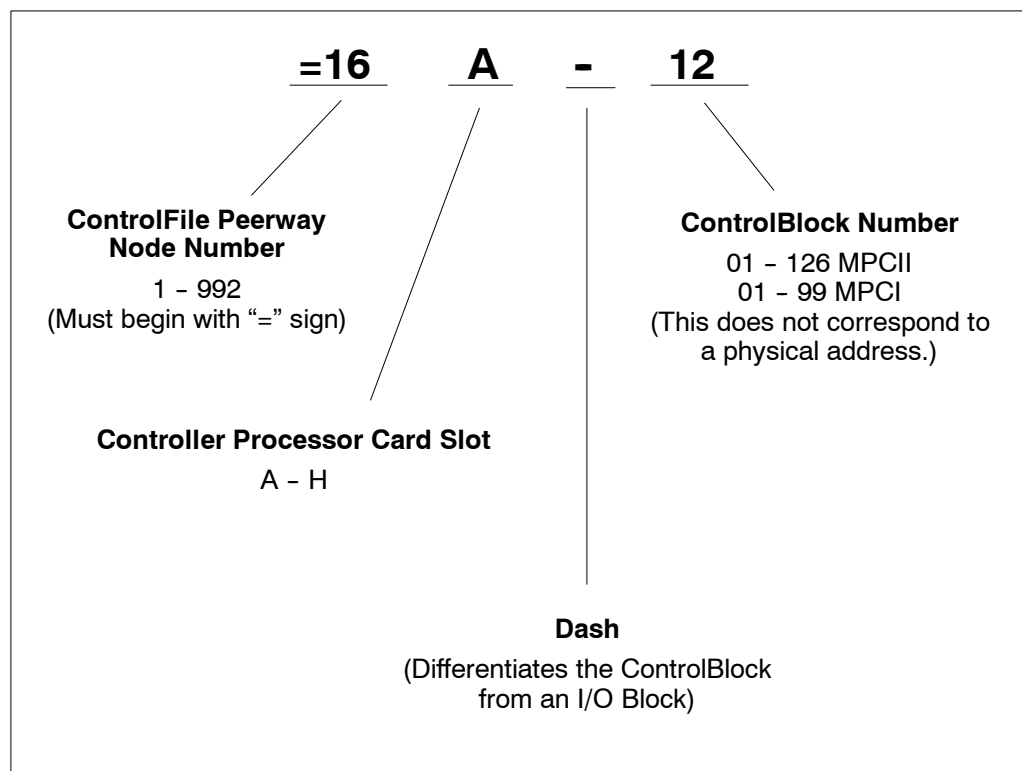 =16 A - 12
ControlFile Peerway
Node Number
1 - 992
(Must begin with “=” sign)
ControlBlock Number
01 - 126 MPCII
01 - 99 MPCI
(This does not correspond to
a physical address.)
Controller Processor Card Slot
A - H
Dash
(Differentiates the ControlBlock
from an I/O Block)